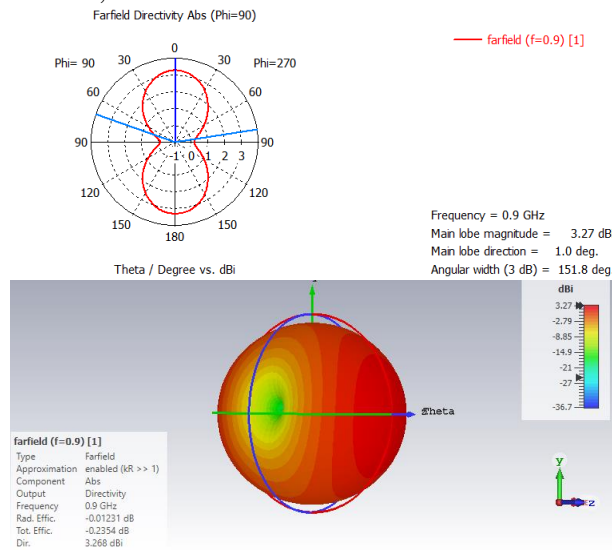 Farfield Directivity Abs (Phi=90)
farfield (f=0.9) [1]
0
Phi= 90 30 30 Phi=270
60 60
90 -1 0 1 2 3 90
120 120
150 150
180
Theta / Degree vs. dBi
Frequency = 0.9 GHz
Main lobe magnitude = 3.27 dB
Main lobe direction = 1.0 deg.
Angular width (3 dB) = 151.8 deg
dBi
3.27
-2.79
-8.85
-14.9
-21
-27
-36.7
farfield (f=0.9) [1]
Type Farfield
Approximation enabled (kR >> 1)
Component Abs
Output Directivity
Frequency 0.9 GHz
Rad. Effic. -0.01231 dB
Tot. Effic. -0.2354 dB
Dir. 3.268 dBi
y
z